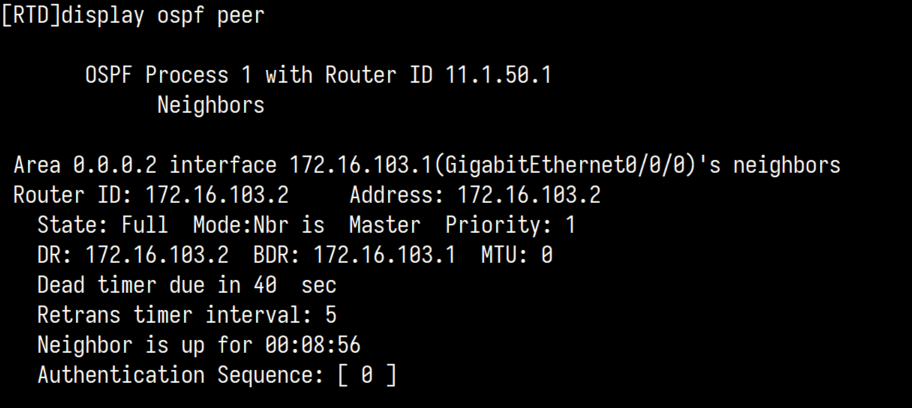 [RTD]display ospf peer
OSPF Process 1 with Router ID 11.1.50.1
Neighbors
Area 0.0.0.2 interface 172.16.103.1(GigabitEthernet0/0/0)'s neighbors
Router ID: 172.16.103.2     Address: 172.16.103.2
State: Full  Mode:Nbr is  Master  Priority: 1
DR: 172.16.103.2  BDR: 172.16.103.1  MTU: 0
Dead timer due in 40  sec
Retrans timer interval: 5
Neighbor is up for 00:08:56
Authentication Sequence: [ 0 ]